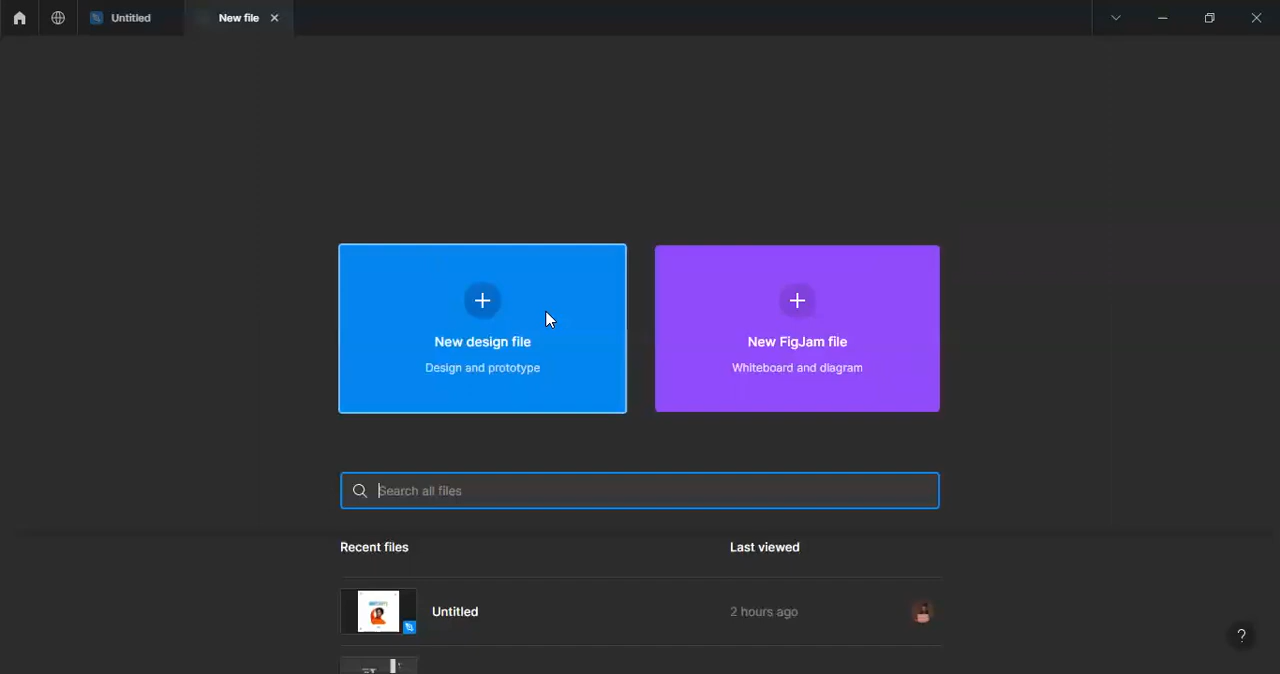 Untitled
New file
New design file
Design and prototype
New FigJam file
Whiteboard and diagram
Search all files
Recent files
Last viewed
Untitled
2 hours ago
?